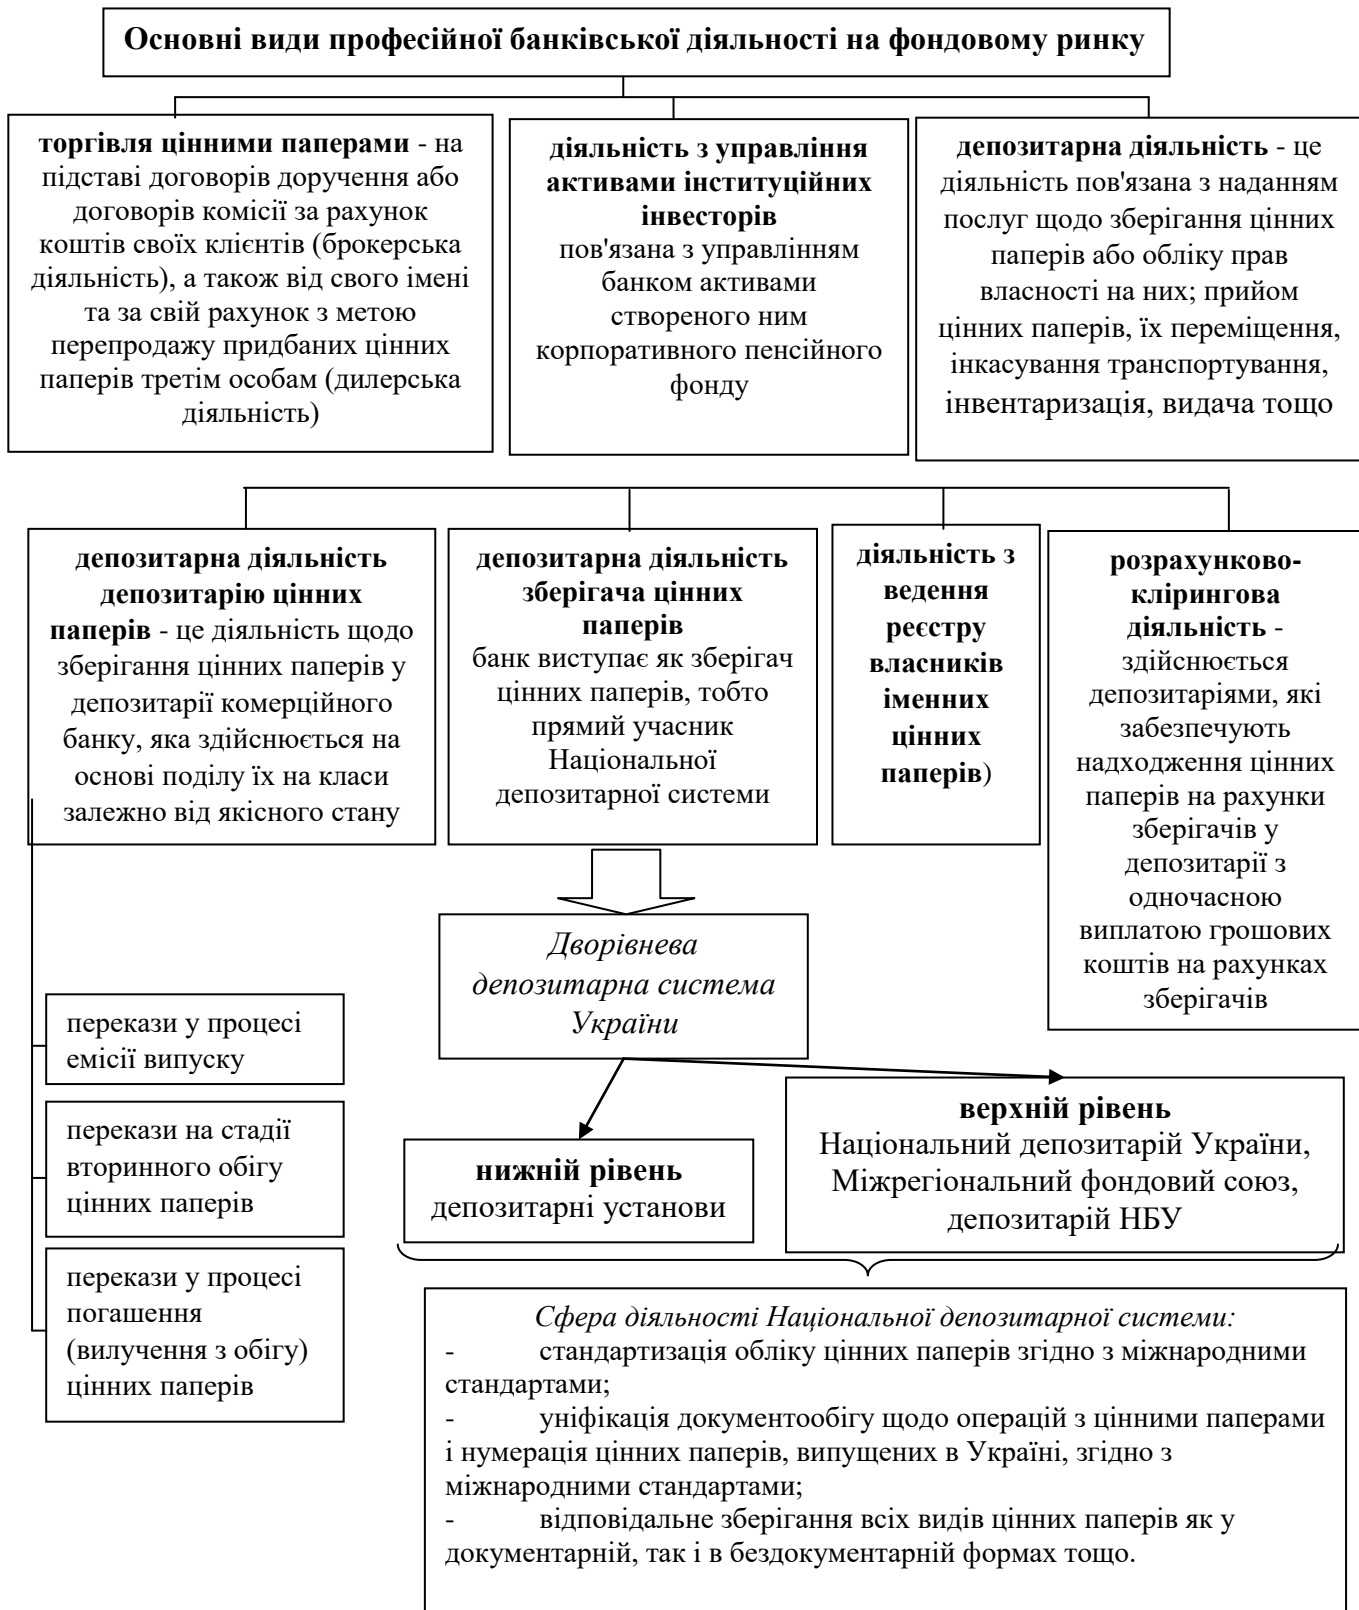 Основні види професійної банківської діяльності на фондовому ринку
торгівля цінними паперами - на
підставі договорів доручення або
договорів комісії за рахунок
коштів своїх клієнтів (брокерська
діяльність), а також від свого імені
та за свій рахунок з метою
перепродажу придбаних цінних
паперів третім особам (дилерська
діяльність)
діяльність з управління
активами інституційних
інвесторів
пов'язана з управлінням
банком активами
створеного ним
корпоративного пенсійного
фонду
депозитарна діяльність - це
діяльність пов'язана з наданням
послуг щодо зберігання цінних
паперів або обліку прав
власності на них; прийом
цінних паперів, їх переміщення,
інкасування транспортування,
інвентаризація, видача тощо
депозитарна діяльність
депозитарію цінних
паперів - це діяльність щодо
зберігання цінних паперів у
депозитарії комерційного
банку, яка здійснюється на
основі поділу їх на класи
залежно від якісного стану
депозитарна діяльність
зберігача цінних
паперів
банк виступає як зберігач
цінних паперів, тобто
прямий учасник
Національної
депозитарної системи
діяльність з
ведення
реєстру
власників
іменних
цінних
паперів)
розрахунково-
клірингова
діяльність -
здійснюється
депозитаріями, які
забезпечують
надходження цінних
паперів на рахунки
зберігачів у
депозитарії з
одночасною
виплатою грошових
коштів на рахунках
зберігачів
Дворівнева
депозитарна система
України
перекази у процесі
емісії випуску
перекази на стадії
вторинного обігу
цінних паперів
перекази у процесі
погашення
(вилучення з обігу)
цінних паперів
нижній рівень
депозитарні установи
верхній рівень
Національний депозитарій України,
Міжрегіональний фондовий союз,
депозитарій НБУ
Сфера діяльності Національної депозитарної системи:
- стандартизація обліку цінних паперів згідно з міжнародними
стандартами;
- уніфікація документообігу щодо операцій з цінними паперами
і нумерація цінних паперів, випущених в Україні, згідно з
міжнародними стандартами;
- відповідальне зберігання всіх видів цінних паперів як у
документарній, так і в бездокументарній формах тощо.